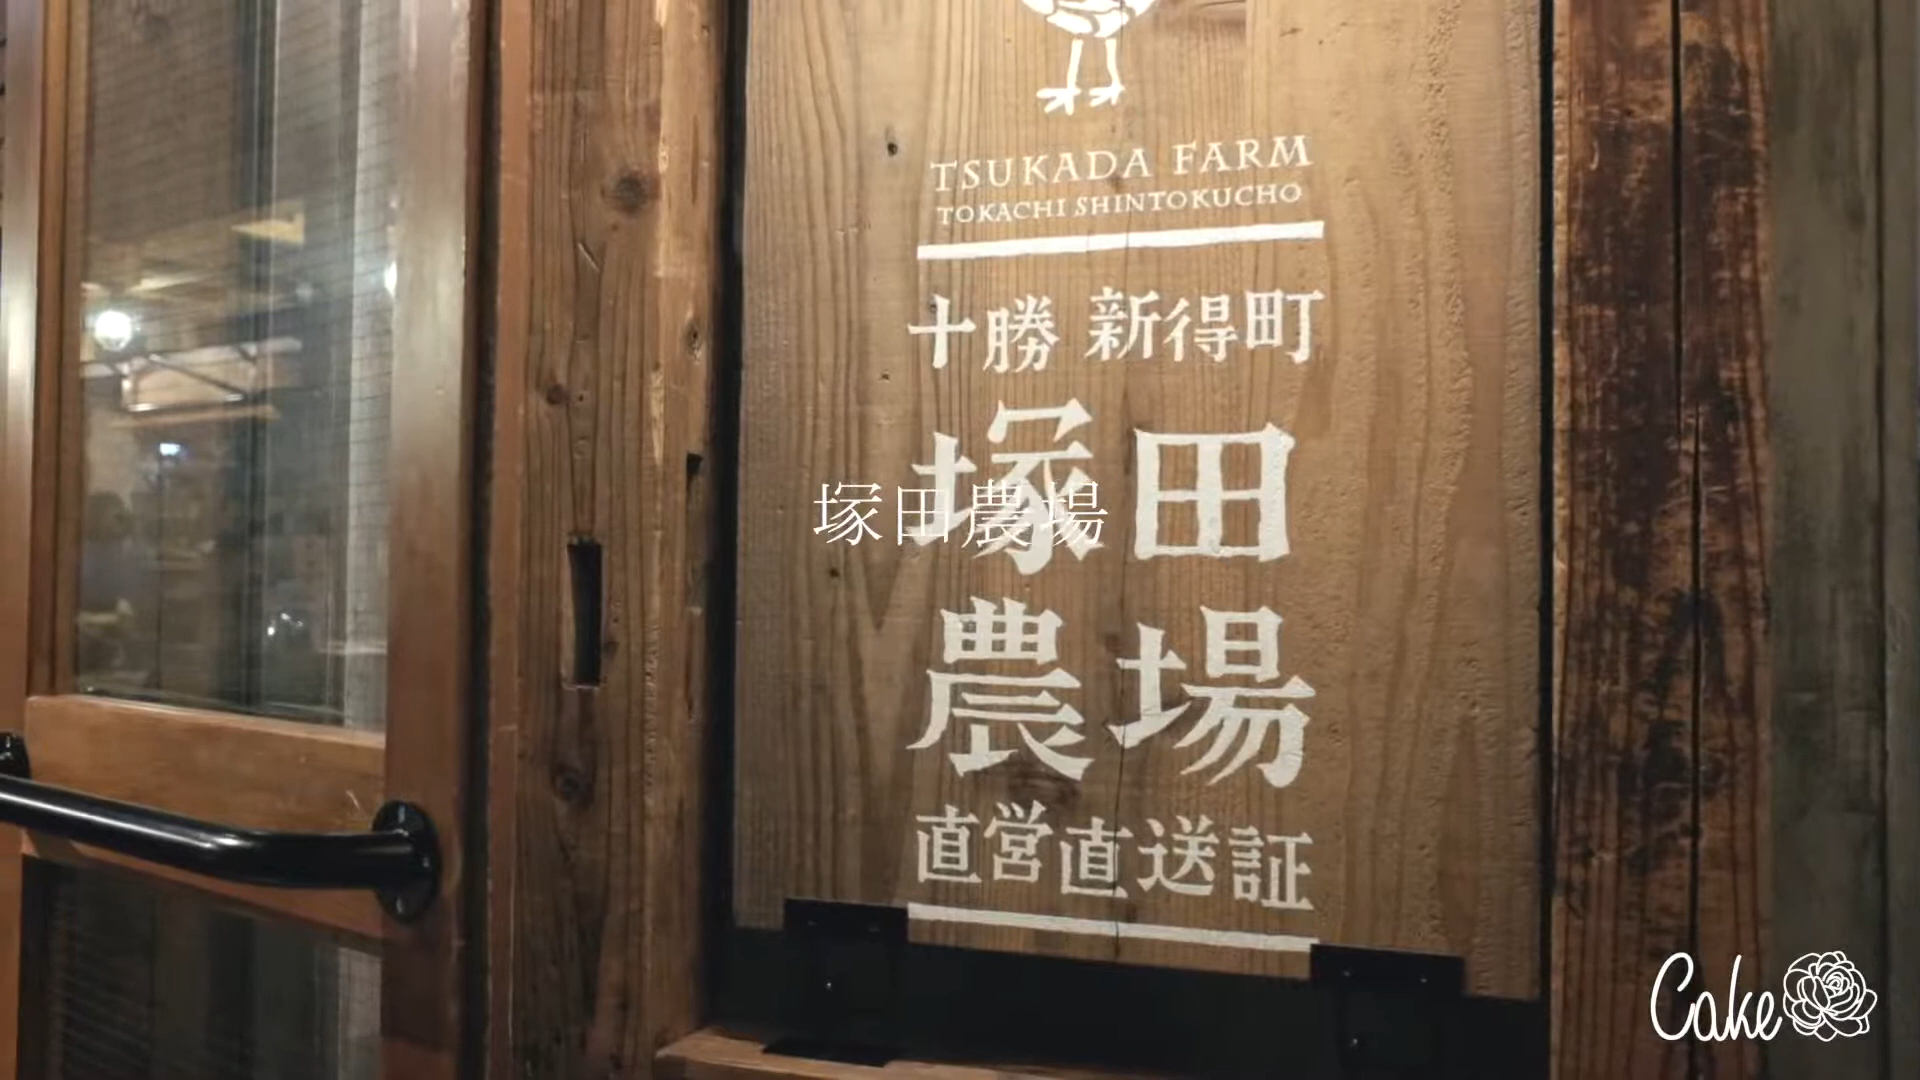 TSUKADA FARM
TOKACHI SHINTOKUCHO
十勝 新得町
塚田
塚田農場
農場
直営直送証
Cake